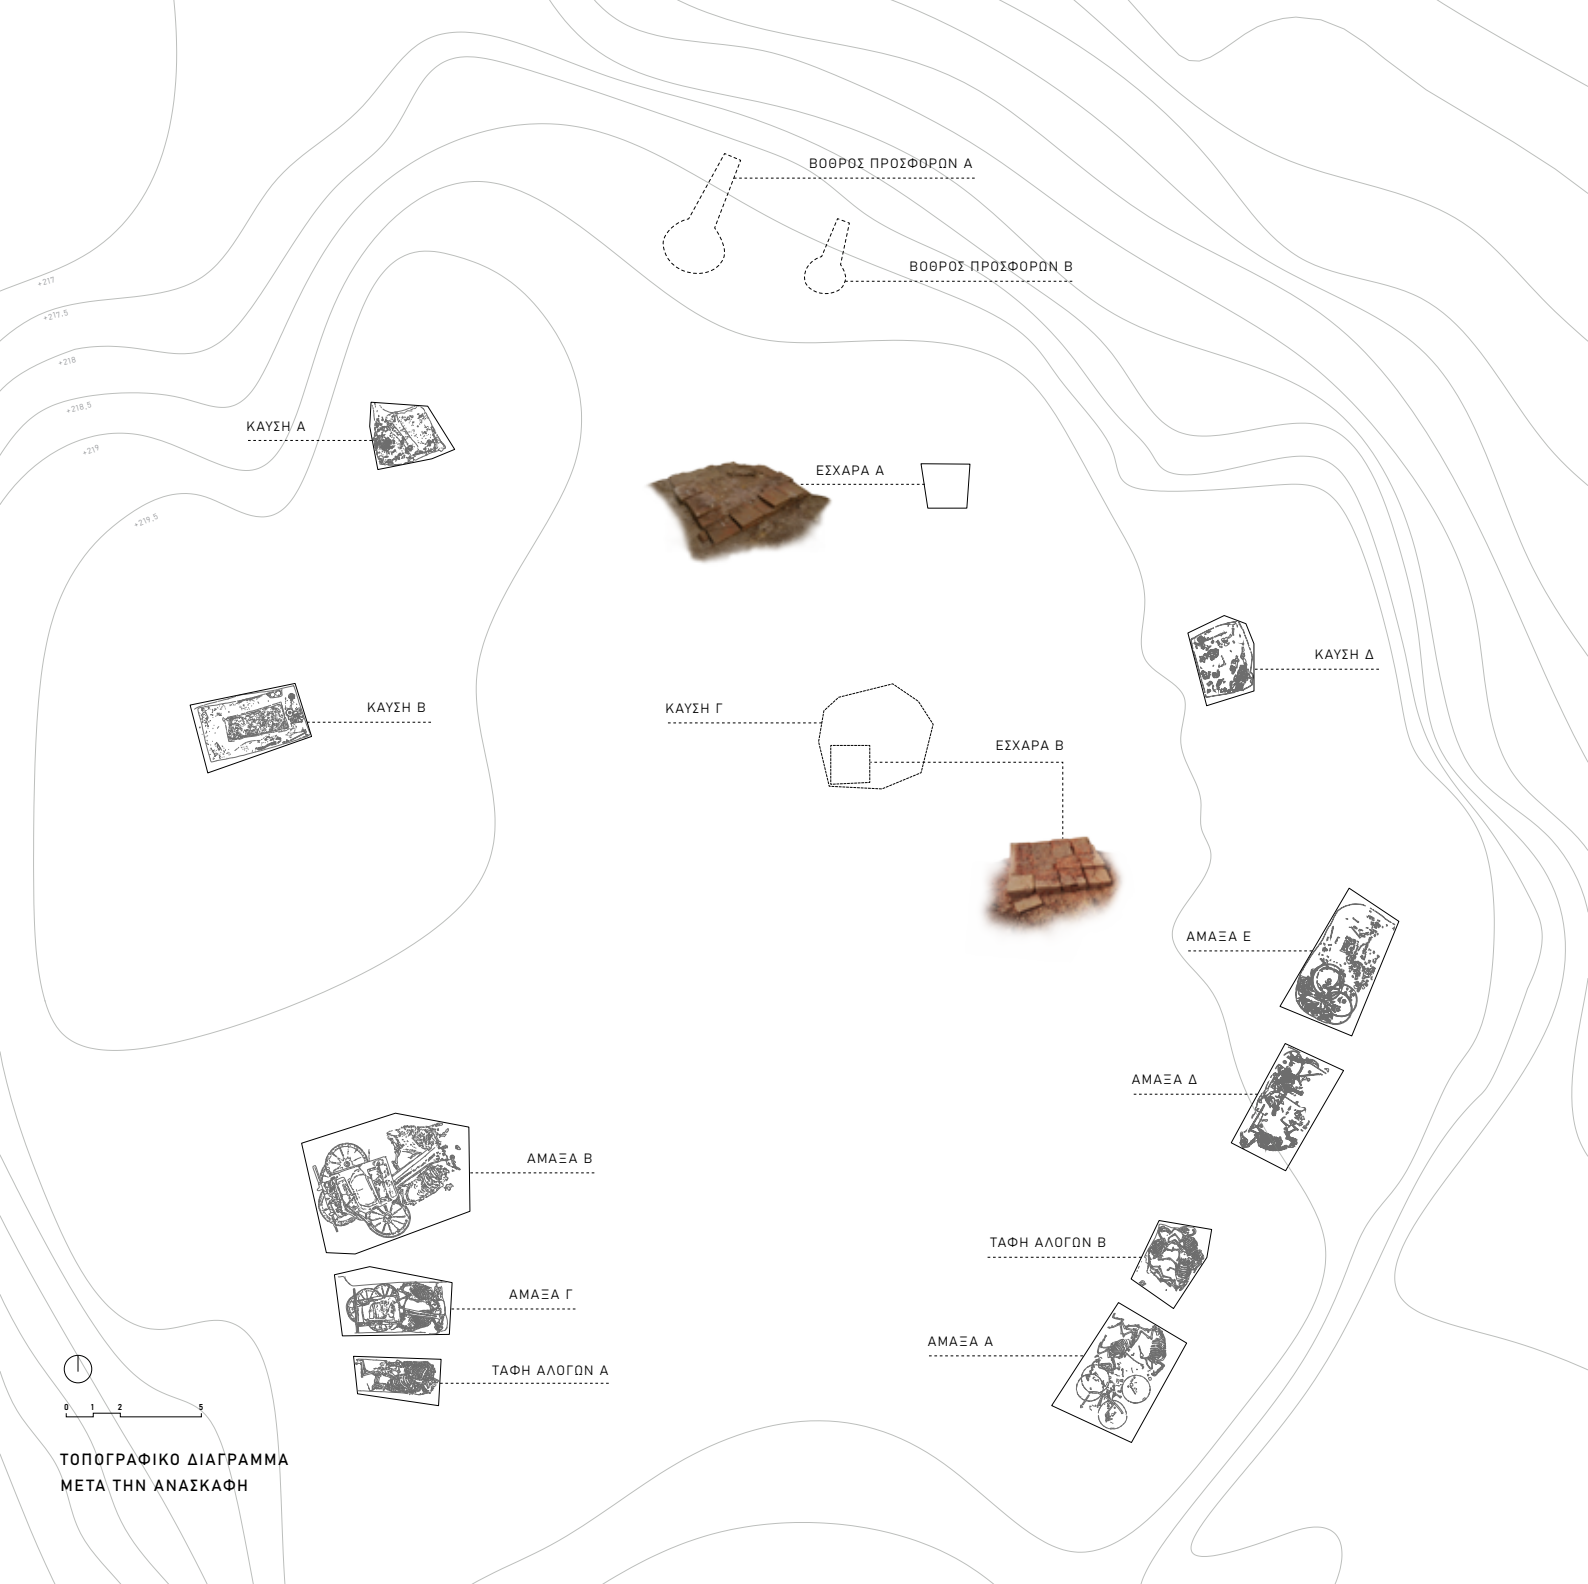 ΒΟΘΡΟΣ ΠΡΟΣΦΟΡΩΝ Α
ΒΟΘΡΟΣ ΠΡΟΣΦΟΡΩΝ Β
+217
+217.5
+218
+218.5
+219
+219.5
ΚΑΥΣΗ Α
ΕΣΧΑΡΑ Α
ΚΑΥΣΗ Δ
ΚΑΥΣΗ Β
ΚΑΥΣΗ Γ
ΕΣΧΑΡΑ Β
ΑΜΑΞΑ Ε
ΑΜΑΞΑ Δ
ΑΜΑΞΑ Β
ΤΑΦΗ ΑΛΟΓΩΝ Β
ΑΜΑΞΑ Γ
ΑΜΑΞΑ Α
ΤΑΦΗ ΑΛΟΓΩΝ Α
0 1 2 5
ΤΟΠΟΓΡΑΦΙΚΟ ΔΙΑΓΡΑΜΜΑ
ΜΕΤΑ ΤΗΝ ΑΝΑΣΚΑΦΗ